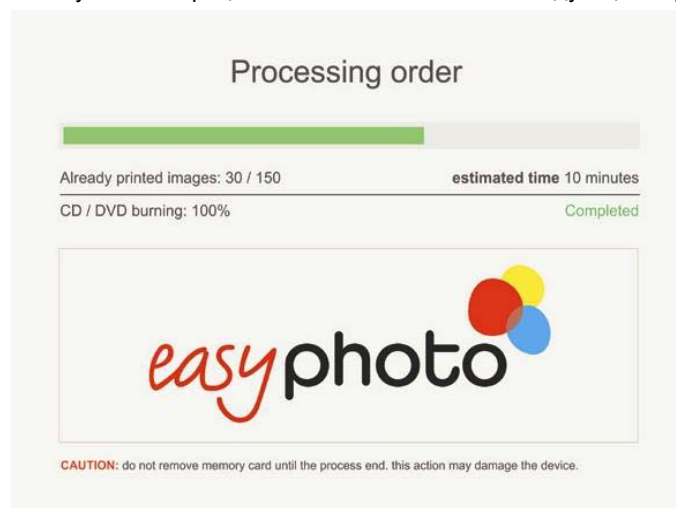 Processing order
Already printed images: 30 / 150 estimated time 10 minutes
CD / DVD burning: 100% Completed
easyphoto
CAUTION: do not remove memory card until the process end. this action may damage the device.